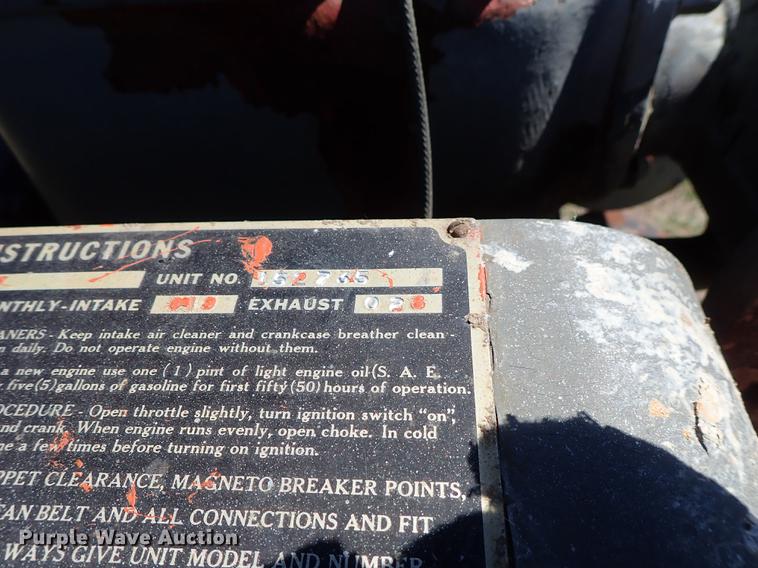 STRUCTIONS
UNIT NO. 152765
NTHLY-INTAKE EXHAUST
ANERS - Keep intake air cleaner and crankcase breather clean
n daily. Do not operate engine without them.
a new engine use one (1) pint of light engine oil (S. A. E.
five (5) gallons of gasoline for first fifty (50) hours of operation.
OCEDURE - Open throttle slightly, turn ignition switch "on",
nd crank. When engine runs evenly, open choke. In cold
ne a few times before turning on ignition.
PPET CLEARANCE, MAGNETO BREAKER POINTS,
AN BELT AND ALL CONNECTIONS AND FIT
WAYS GIVE UNIT MODEL AND NUMBER
Purple Wave Auction